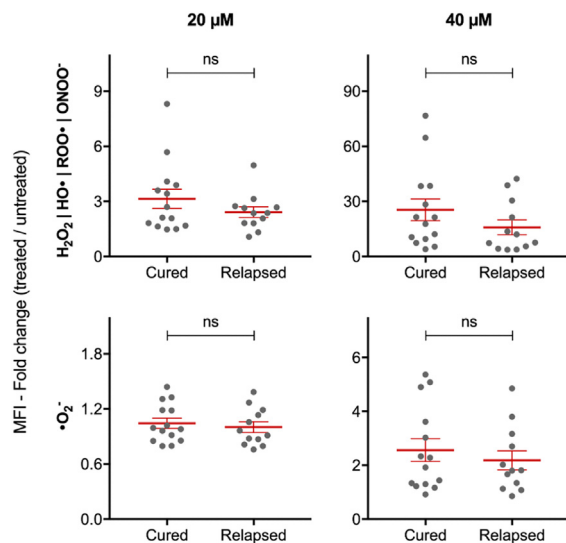 20 µM
40 µM
MFI - Fold change (treated / untreated)
H₂O₂ | HO• | ROO• | ONOO⁻
ns
9
6
3
0
Cured
Relapsed
ns
90
60
30
0
Cured
Relapsed
•O₂⁻
ns
1.8
1.2
0.6
0.0
Cured
Relapsed
ns
6
4
2
0
Cured
Relapsed